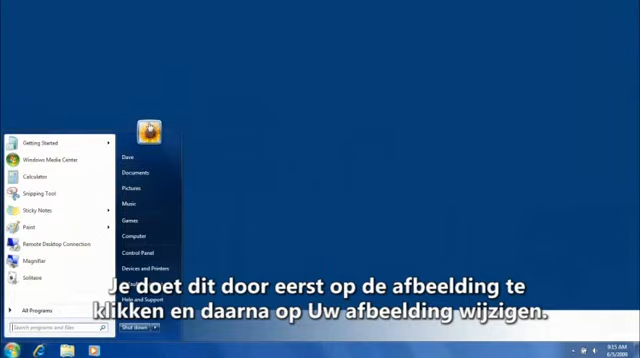 Getting Started
Windows Media Center
Calculator
Snipping Tool
Sticky Notes
Paint
Remote Desktop Connection
Magnifier
Solitaire
All Programs
Search programs and files
Dave
Documents
Pictures
Music
Games
Computer
Control Panel
Devices and Printers
Help and Support
Shut down
Je doet dit door eerst op de afbeelding te
klikken en daarna op Uw afbeelding wijzigen.
9:15 AM
6/5/2009